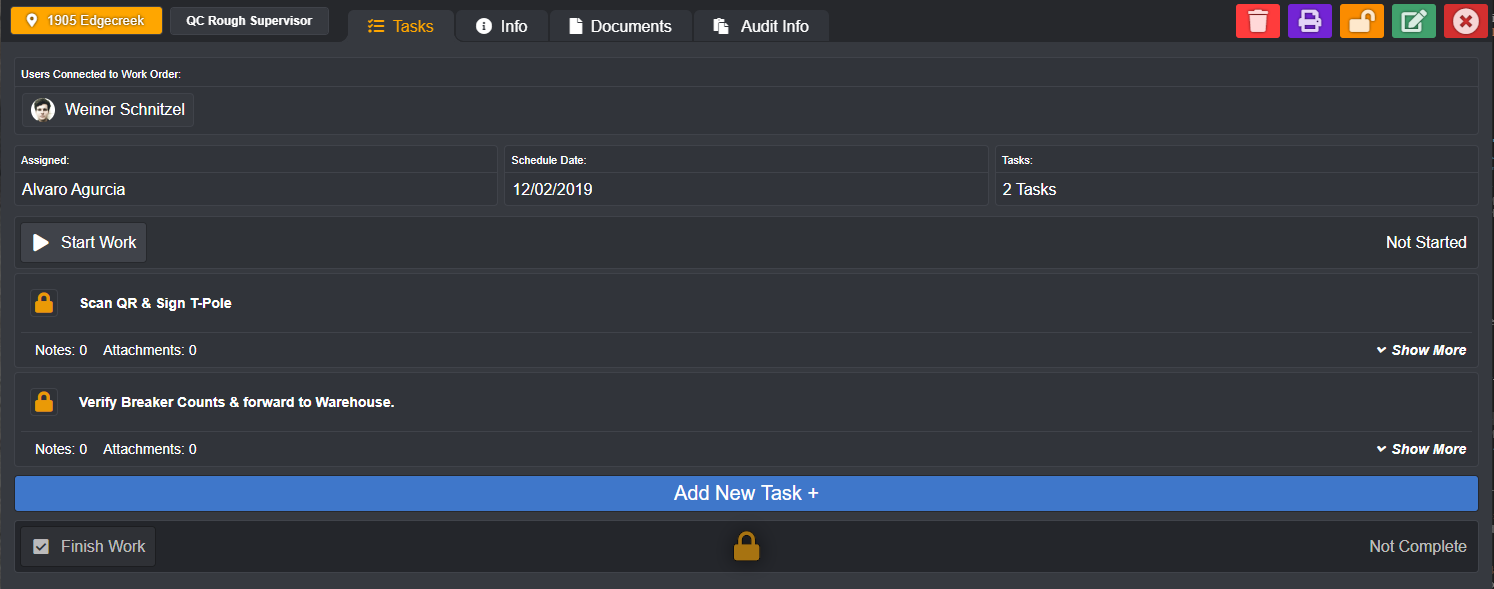 1905 Edgecreek
QC Rough Supervisor
Tasks
Info
Documents
Audit Info
Users Connected to Work Order:
Weiner Schnitzel
Assigned:
Schedule Date:
Tasks:
Alvaro Agurcia
12/02/2019
2 Tasks
Start Work
Not Started
Scan QR & Sign T-Pole
Notes: 0 Attachments: 0
Show More
Verify Breaker Counts & forward to Warehouse.
Notes: 0 Attachments: 0
Show More
Add New Task +
Finish Work
Not Complete